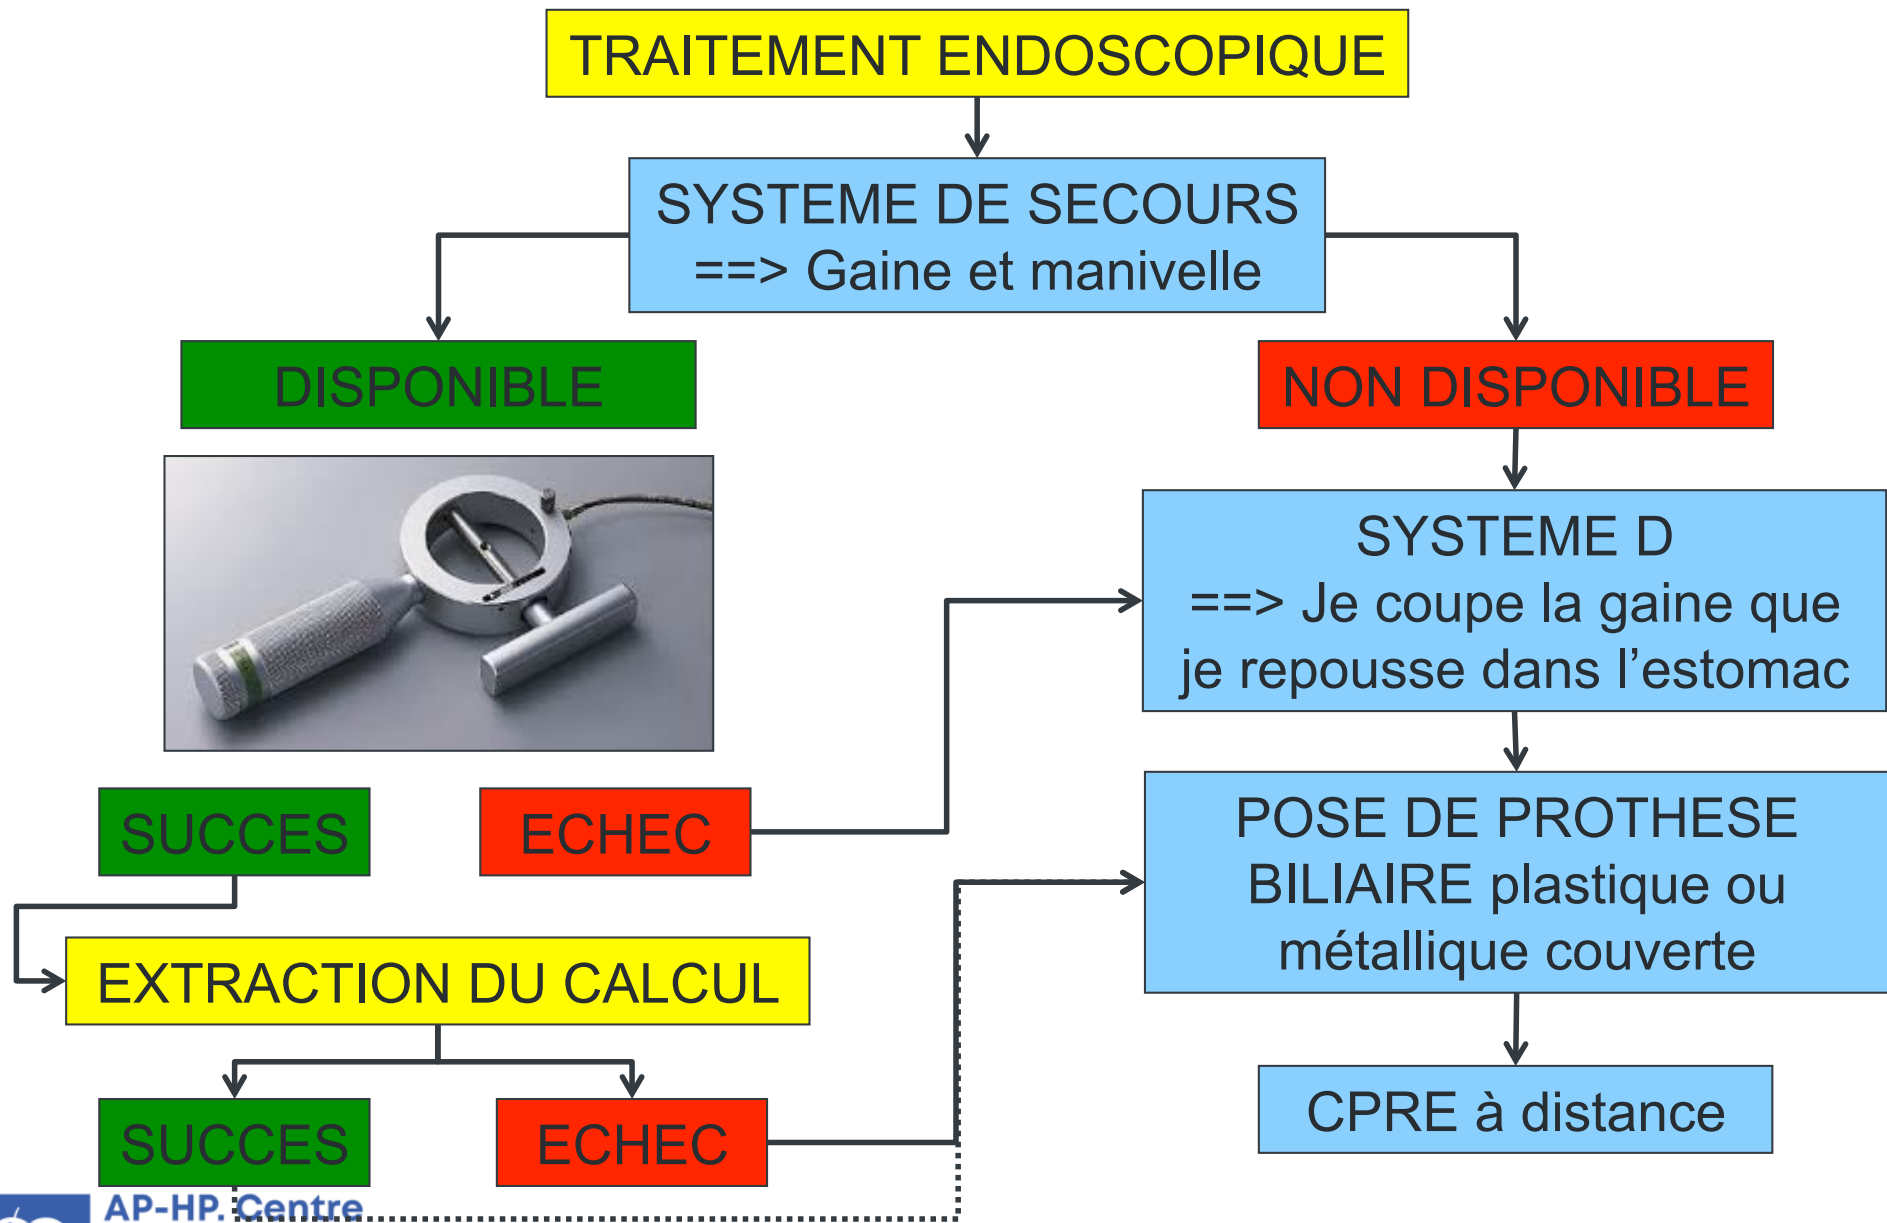 TRAITEMENT ENDOSCOPIQUE
SYSTEME DE SECOURS
==> Gaine et manivelle
DISPONIBLE
NON DISPONIBLE
SYSTEME D
==> Je coupe la gaine que
je repousse dans l’estomac
SUCCES
ECHEC
POSE DE PROTHESE
BILIAIRE plastique ou
métallique couverte
EXTRACTION DU CALCUL
SUCCES
ECHEC
CPRE à distance
AP-HP. Centre